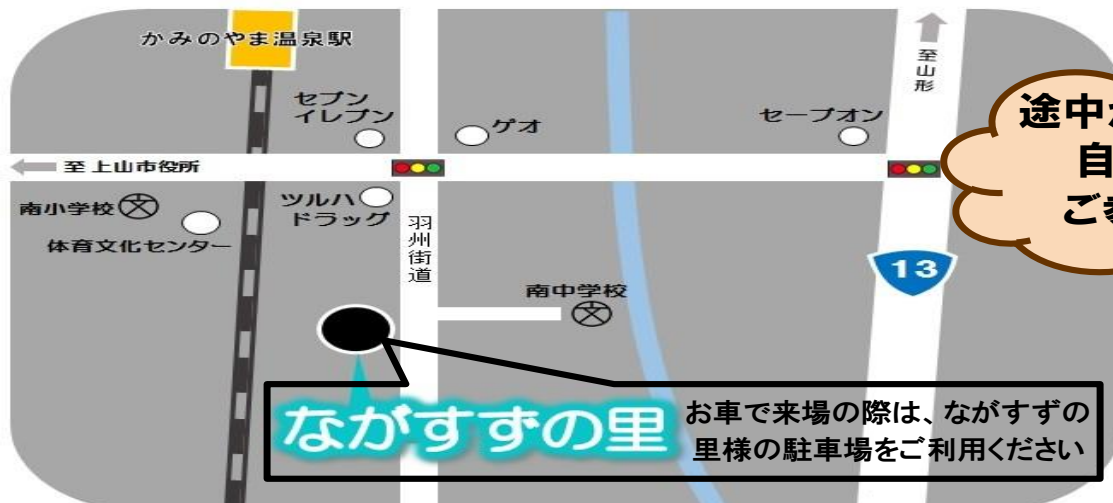 かみのやま温泉駅
セブン
イレブン
ゲオ
セーブオン
至山形
至上山市役所
途中
自
ご
南小学校
体育文化センター
ツルハ
ドラッグ
羽州街道
南中学校
13
ながすずの里
お車で来場の際は、ながすずの
里様の駐車場をご利用ください